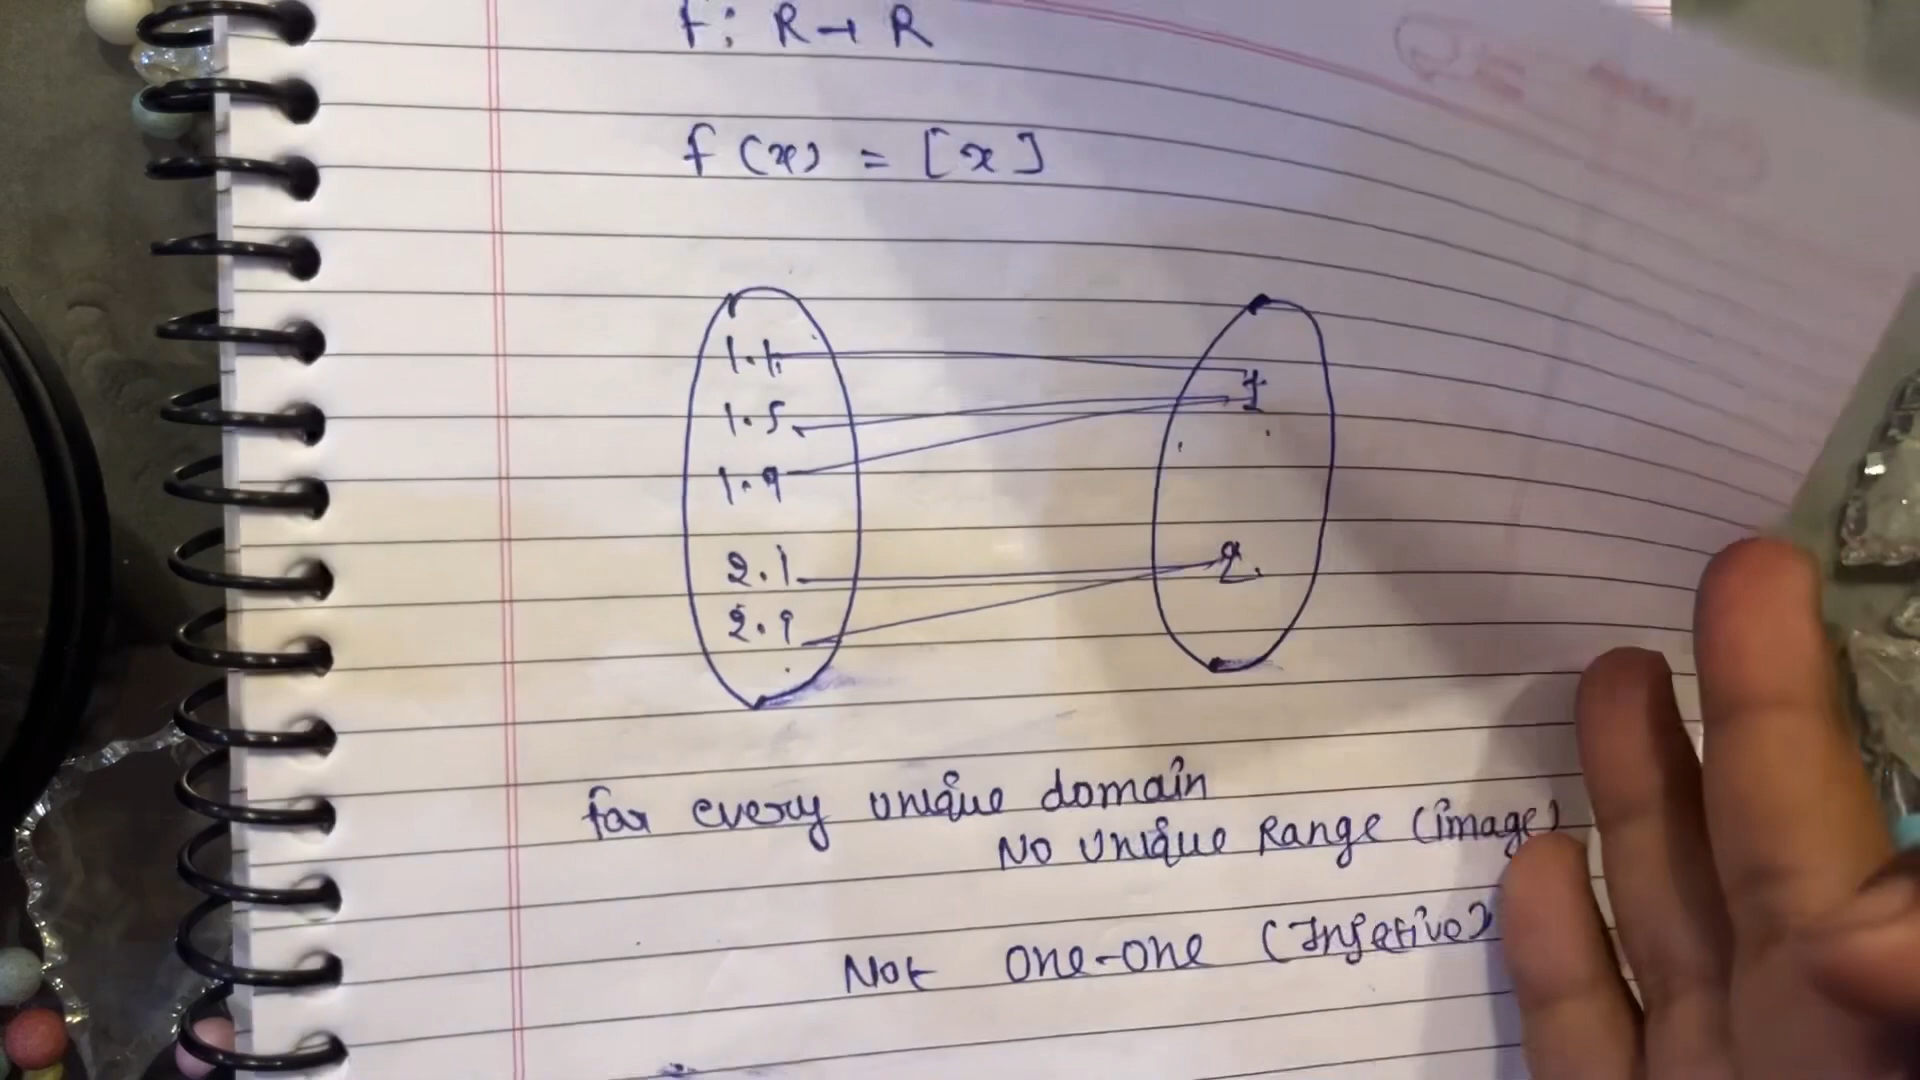 f: R → R
f(x) = [x]
1.1
1.5
1.9
2.1
2.9
1
2
for every unique domain
No unique Range (image)
Not one-one (Injetive)